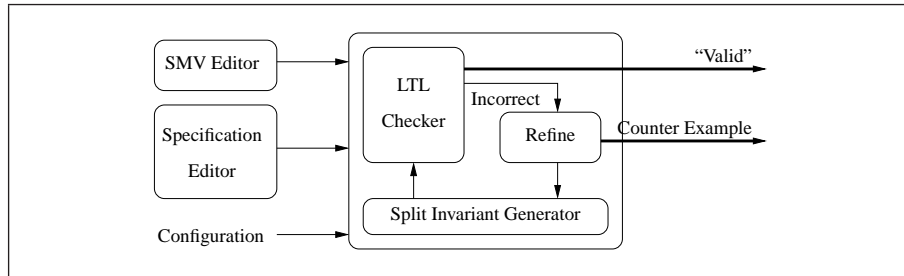 SMV Editor
Specification
Editor
Configuration
LTL
Checker
Incorrect
Refine
Split Invariant Generator
“Valid”
Counter Example